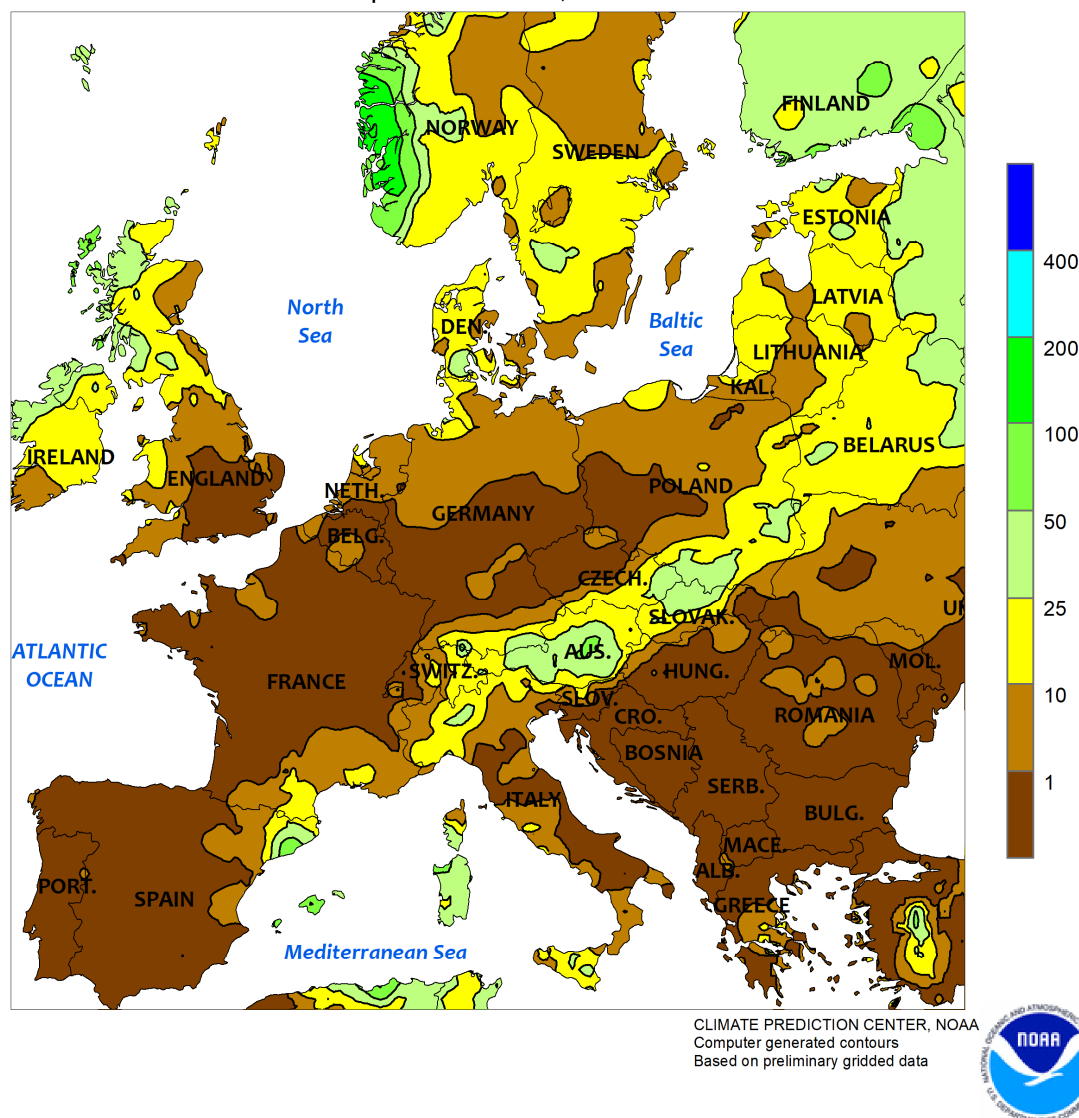 FINLAND
NORWAY
SWEDEN
ESTONIA
North
Sea
LATVIA
Baltic
Sea
DEN.
LITHUANIA
KAL.
BELARUS
IRELAND
ENGLAND
NETH.
POLAND
GERMANY
BELG.
CZECH.
SLOVAK.
UK
ATLANTIC
OCEAN
AUS.
SWITZ.
HUNG.
MOL.
FRANCE
SLOV.
CRO.
ROMANIA
BOSNIA
SERB.
ITALY
BULG.
MACE.
ALB.
PORT.
SPAIN
GREECE
Mediterranean Sea
400
200
100
50
25
10
1
CLIMATE PREDICTION CENTER, NOAA
Computer generated contours
Based on preliminary gridded data
NOAA